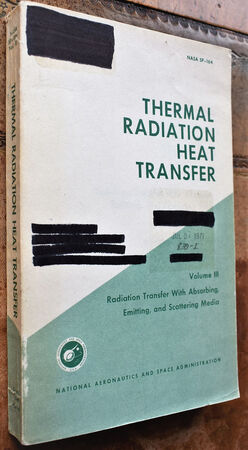 NASA SP-164
THERMAL
RADIATION
HEAT
TRANSFER
Volume III
Radiation Transfer With Absorbing,
Emitting, and Scattering Media
NATIONAL AERONAUTICS AND SPACE ADMINISTRATION
THERMAL RADIATION HEAT TRANSFER